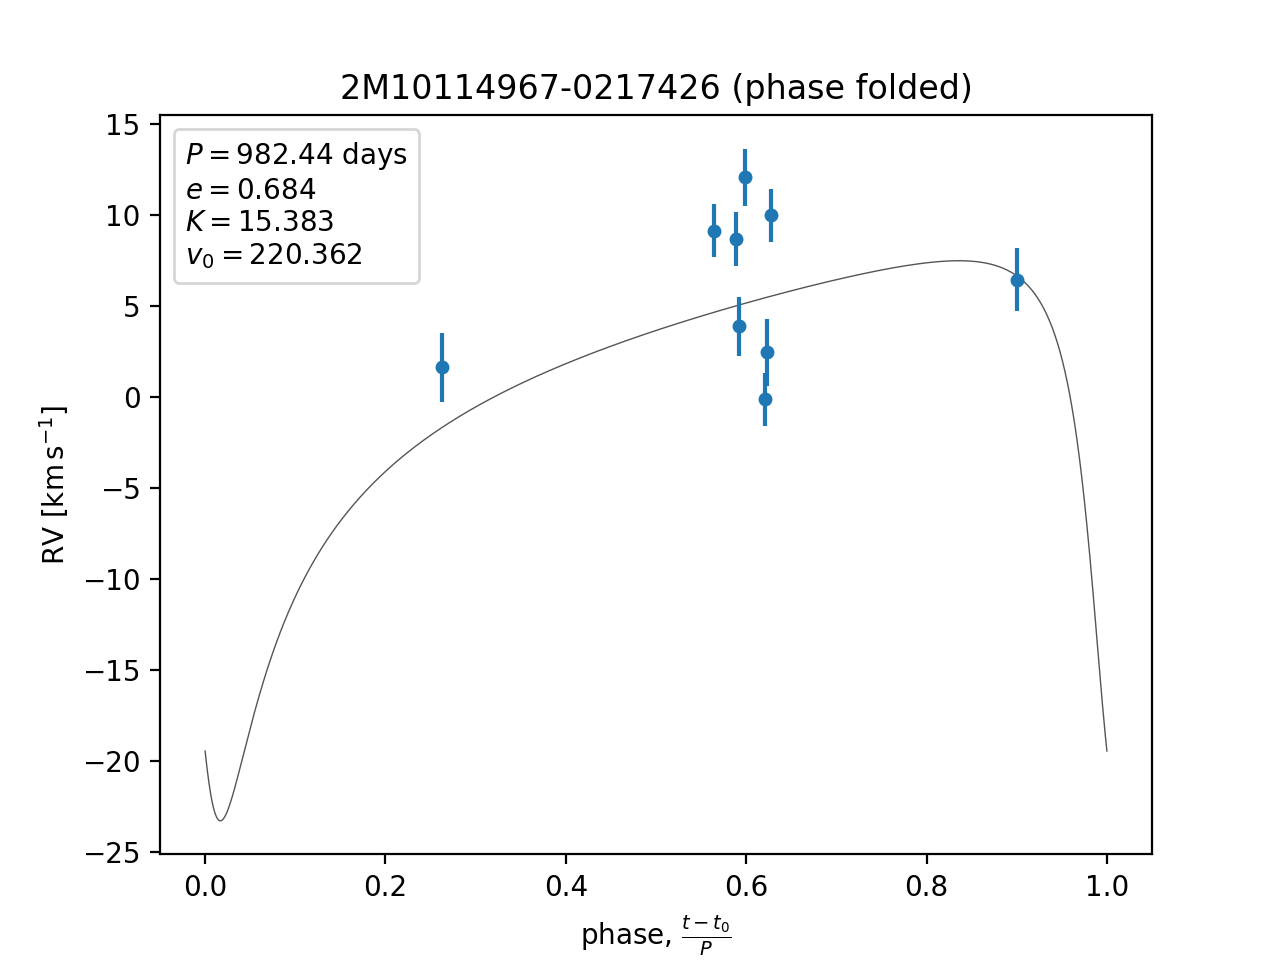 2M10114967-0217426 (phase folded)
P = 982.44 days
e = 0.684
K = 15.383
v₀ = 220.362
15
10
5
0
−5
−10
−15
−20
−25
RV [km s⁻¹]
0.0 0.2 0.4 0.6 0.8 1.0
phase, (t − t₀)/P